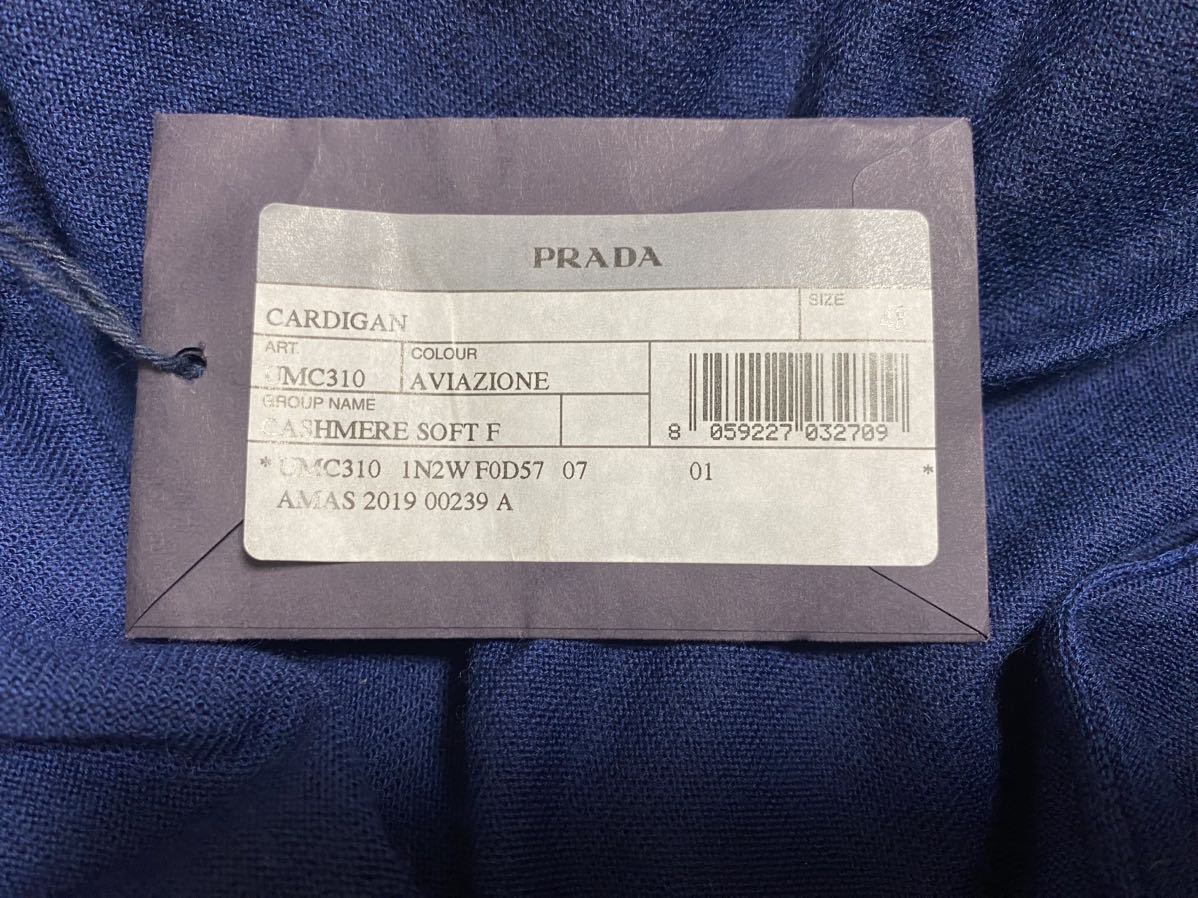 PRADA
CARDIGAN
SIZE
ART.
UMC310
COLOUR
AVIAZIONE
GROUP NAME
CASHMERE SOFT F
8 059227 032709
* UMC310 1N2W F0D57 07 01 *
AMAS 2019 00239 A